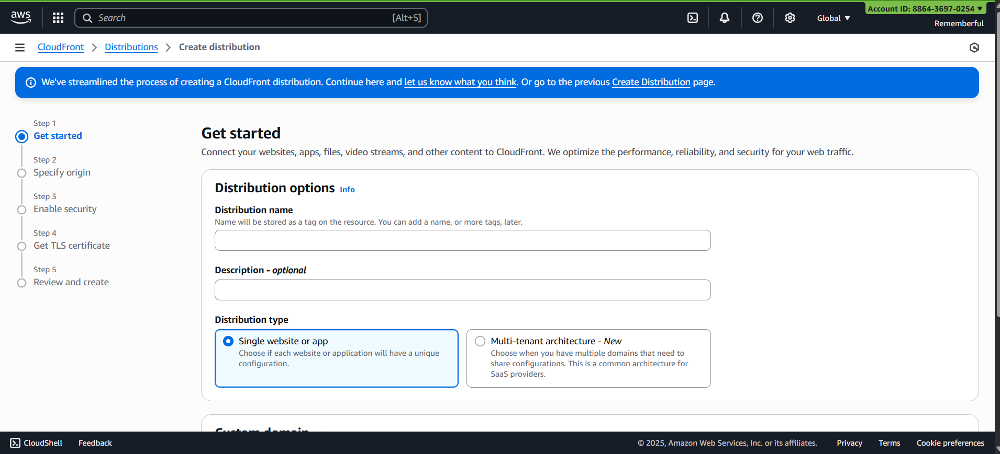 aws
Search [Alt+S]
Global
Account ID: 8864-3697-0254
Rememberful
CloudFront
Distributions
Create distribution
We've streamlined the process of creating a CloudFront distribution. Continue here and let us know what you think. Or go to the previous Create Distribution page.
Step 1
Get started
Step 2
Specify origin
Step 3
Enable security
Step 4
Get TLS certificate
Step 5
Review and create
Get started
Connect your websites, apps, files, video streams, and other content to CloudFront. We optimize the performance, reliability, and security for your web traffic.
Distribution options Info
Distribution name
Name will be stored as a tag on the resource. You can add a name, or more tags, later.
Description - optional
Distribution type
Single website or app
Choose if each website or application will have a unique
configuration.
Multi-tenant architecture - New
Choose when you have multiple domains that need to
share configurations. This is a common architecture for
SaaS providers.
Custom domain
CloudShell
Feedback
© 2025, Amazon Web Services, Inc. or its affiliates.
Privacy
Terms
Cookie preferences